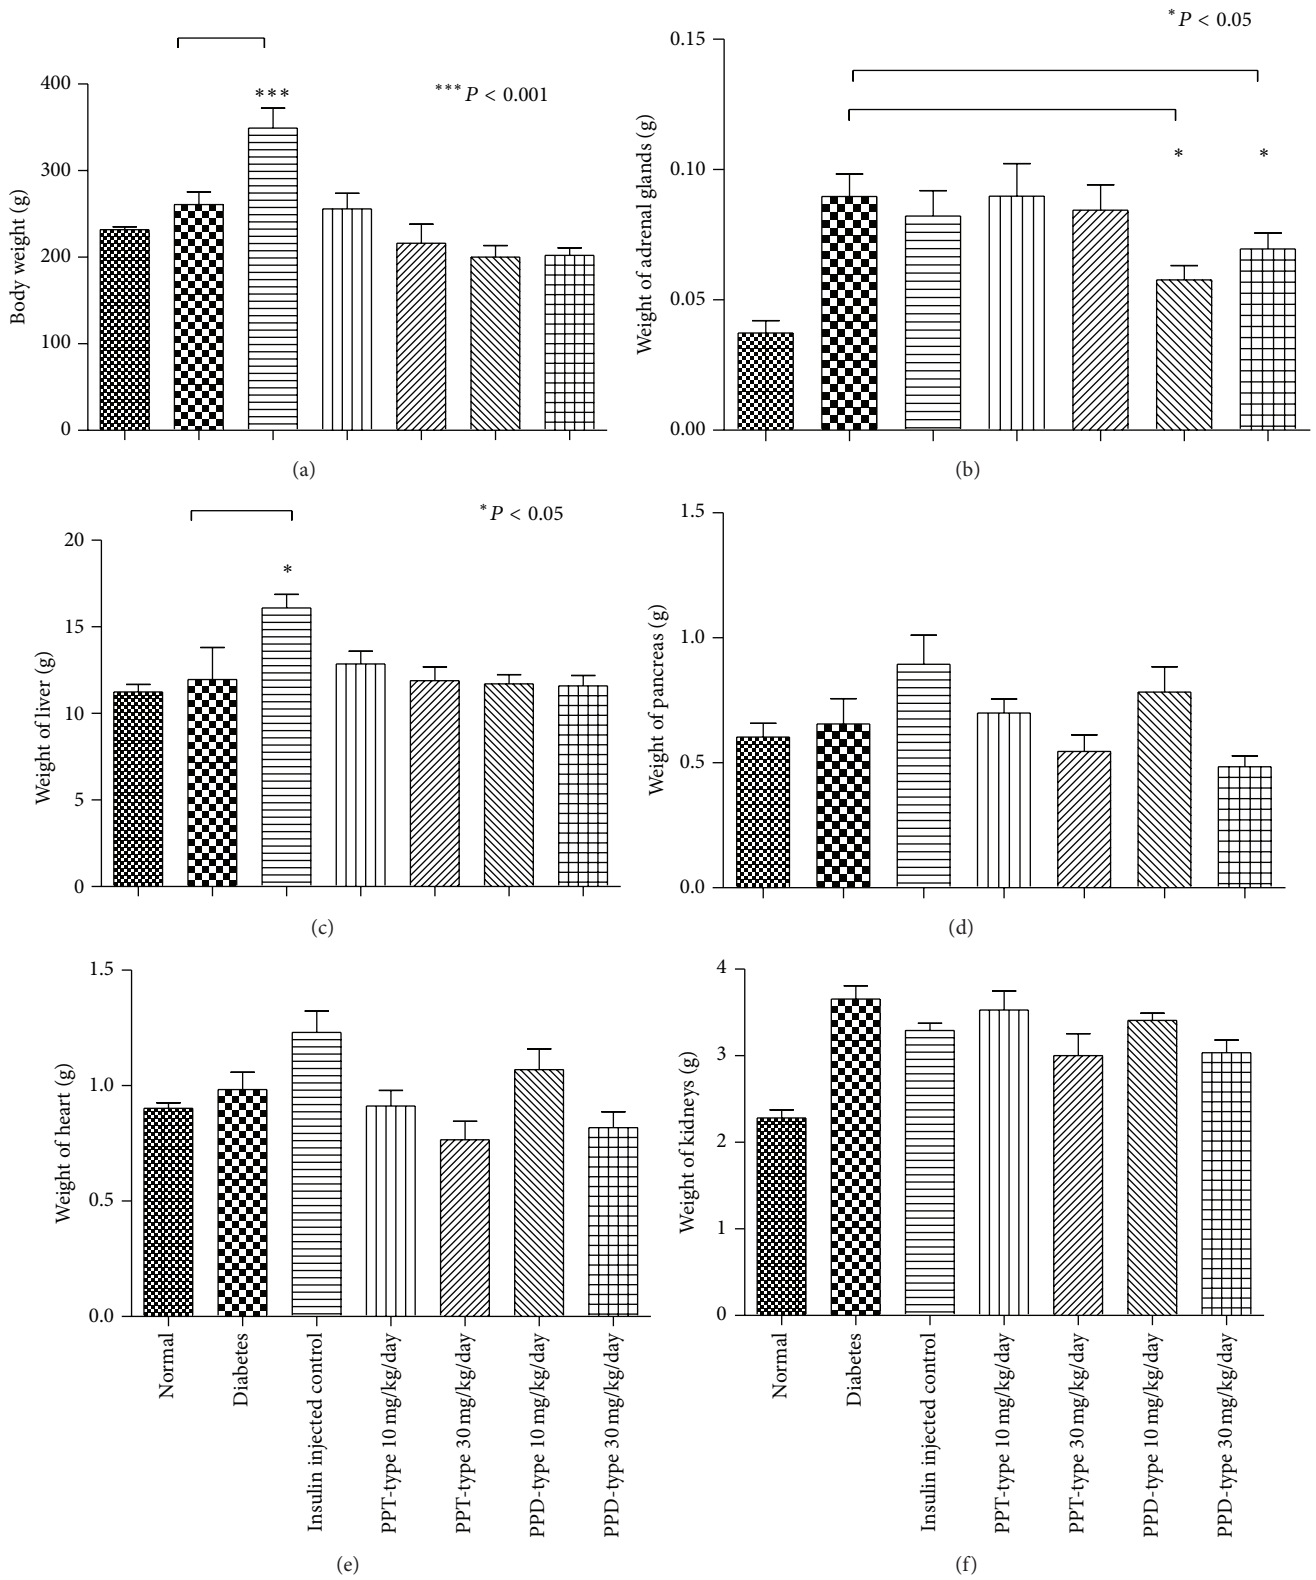 ***P < 0.001
***
Body weight (g)
400
300
200
100
0
(a)
*P < 0.05
* *
Weight of adrenal glands (g)
0.15
0.10
0.05
0.00
(b)
*P < 0.05
*
Weight of liver (g)
20
15
10
5
0
(c)
Weight of pancreas (g)
1.5
1.0
0.5
0.0
(d)
Weight of heart (g)
1.5
1.0
0.5
0.0
Normal
Diabetes
Insulin injected control
PPT-type 10 mg/kg/day
PPT-type 30 mg/kg/day
PPD-type 10 mg/kg/day
PPD-type 30 mg/kg/day
(e)
Weight of kidneys (g)
4
3
2
1
0
Normal
Diabetes
Insulin injected control
PPT-type 10 mg/kg/day
PPT-type 30 mg/kg/day
PPD-type 10 mg/kg/day
PPD-type 30 mg/kg/day
(f)